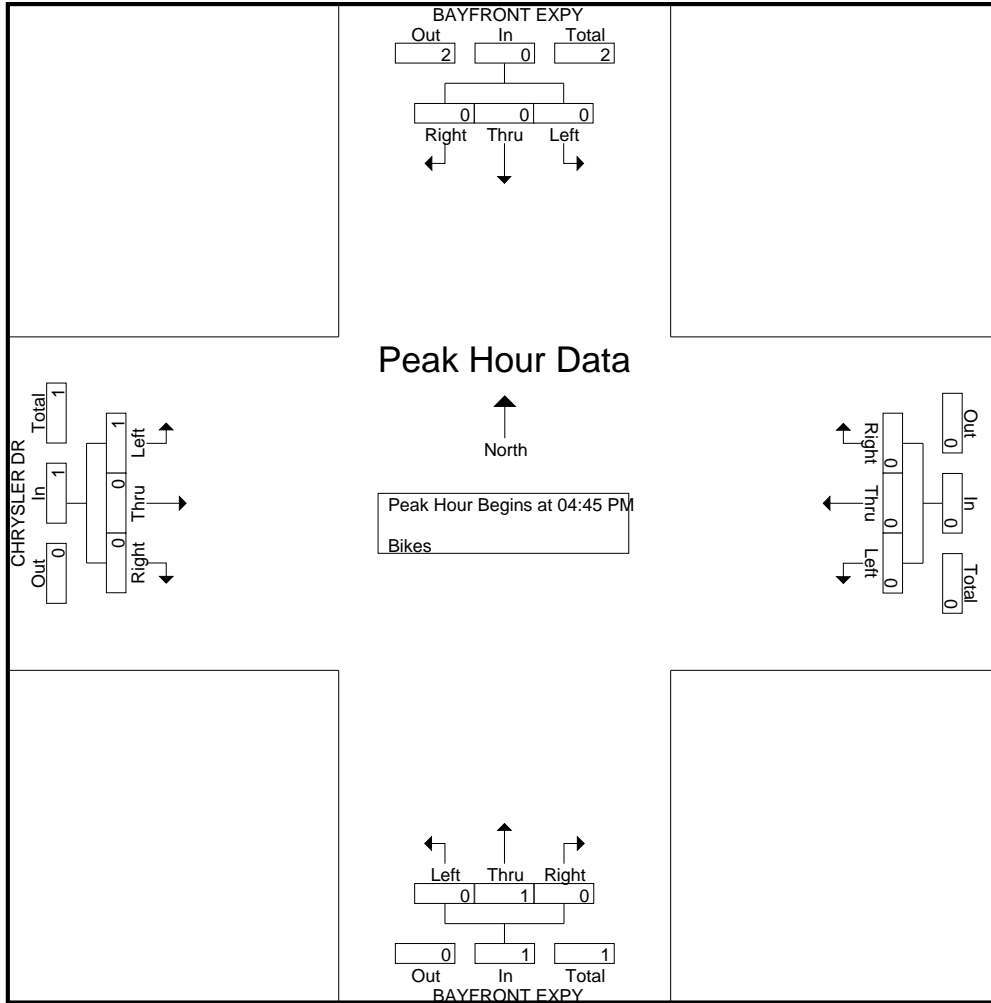 BAYFRONT EXPY
Out In Total
2 0 2
0 0 0
Right Thru Left
Peak Hour Data
North
Peak Hour Begins at 04:45 PM
Bikes
CHRYSLER DR
Out In Total
0 1 1
1 0 0
Left Thru Right
Right Thru Left
0 0 0
Out In Total
0 0 0
Left Thru Right
0 1 0
0 1 1
Out In Total
BAYFRONT EXPY